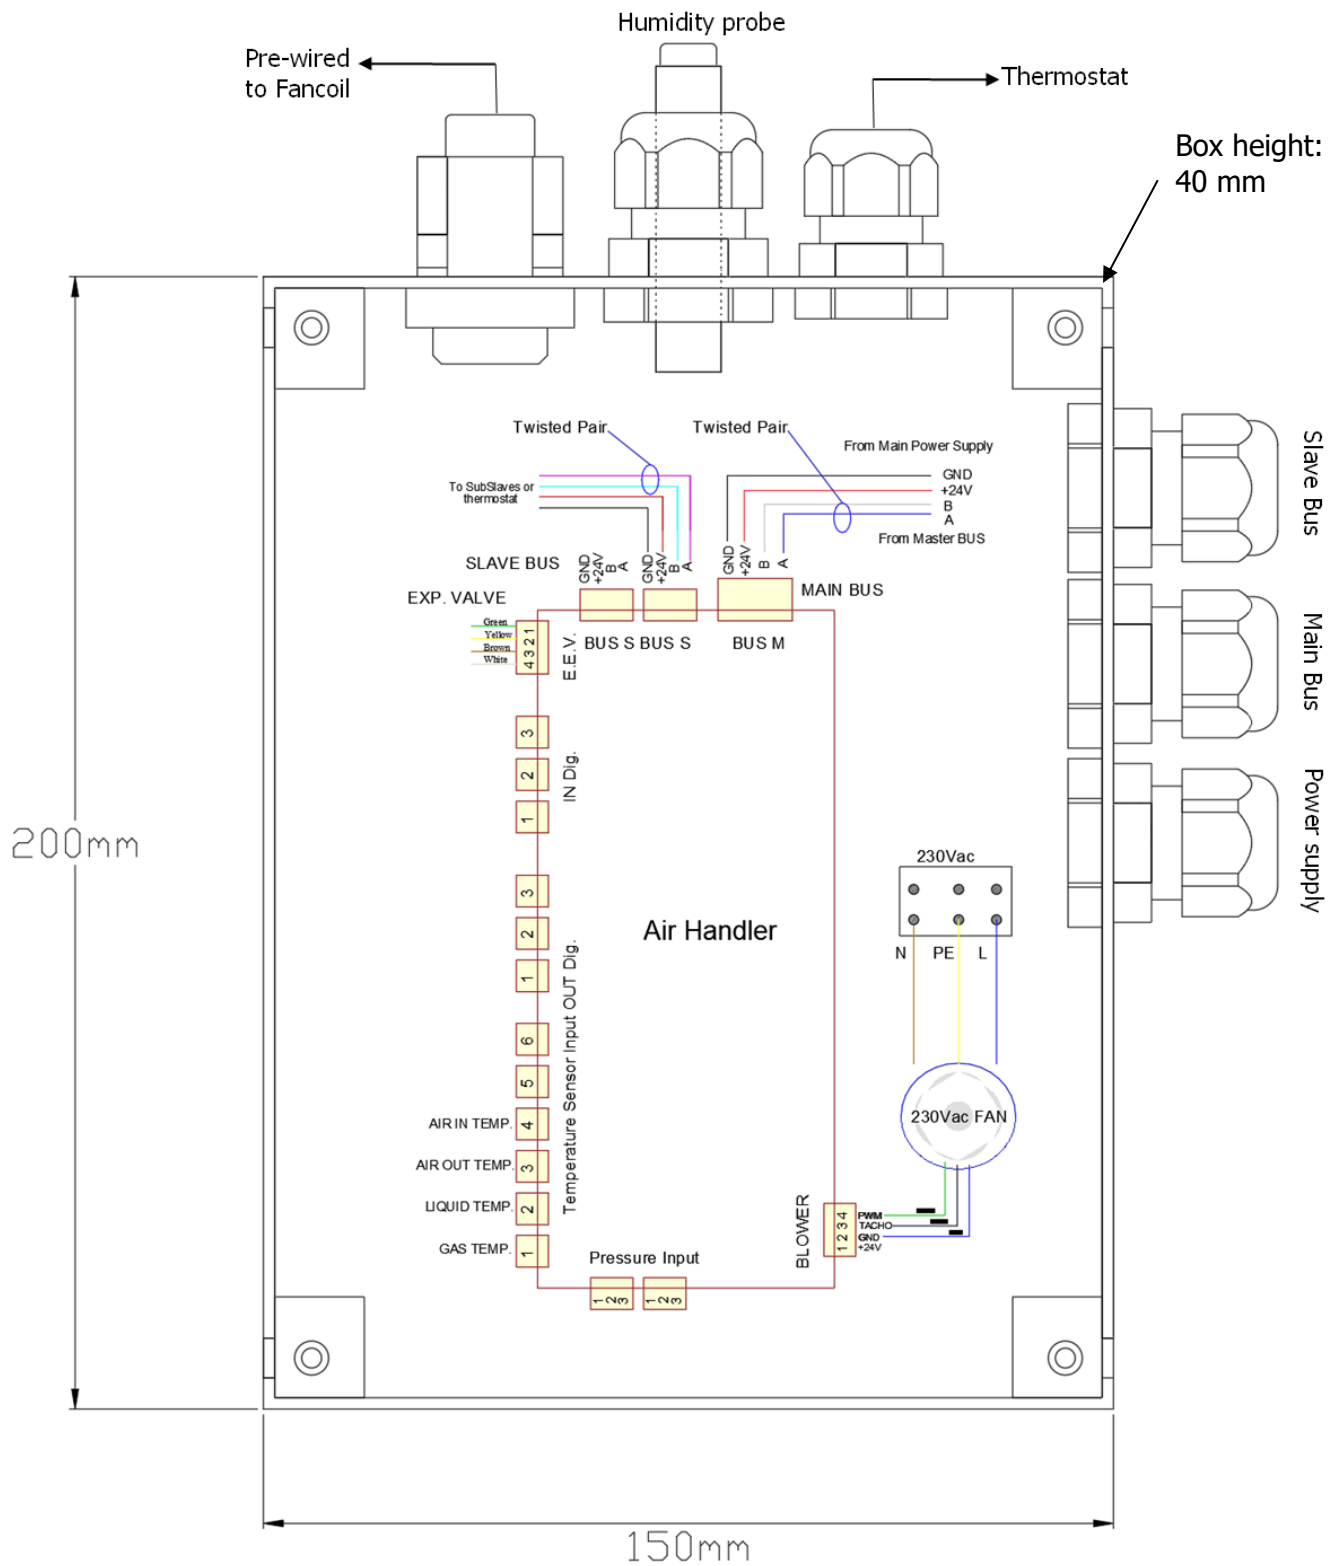 Humidity probe
Pre-wired
to Fancoil
Thermostat
Box height:
40 mm
Twisted Pair
Twisted Pair
From Main Power Supply
GND
+24V
B
A
From Master BUS
To SubSlaves or
thermostat
SLAVE BUS
GND
+24V
B
A
GND
+24V
B
A
GND
+24V
B
A
MAIN BUS
EXP. VALVE
Green
Yellow
Brown
White
4 3 2 1
E.E.V.
BUS S
BUS S
BUS M
Slave Bus
Main Bus
Power supply
3
2
1
IN Dig.
3
2
1
Temperature Sensor Input OUT Dig.
6
5
AIR IN TEMP.
4
AIR OUT TEMP.
3
LIQUID TEMP.
2
GAS TEMP.
1
Air Handler
230Vac
N
PE
L
230Vac FAN
BLOWER
1 2 3 4
PWM
TACHO
GND
+24V
Pressure Input
1 2 3
1 2 3
200mm
150mm